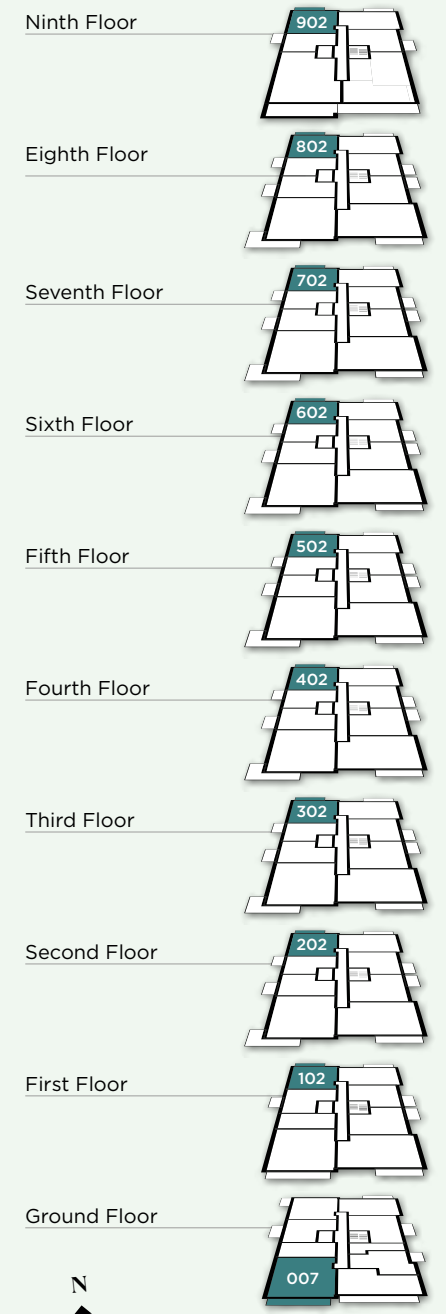 Ninth Floor
902
Eighth Floor
802
Seventh Floor
702
Sixth Floor
602
Fifth Floor
502
Fourth Floor
402
Third Floor
302
Second Floor
202
First Floor
102
Ground Floor
007
N